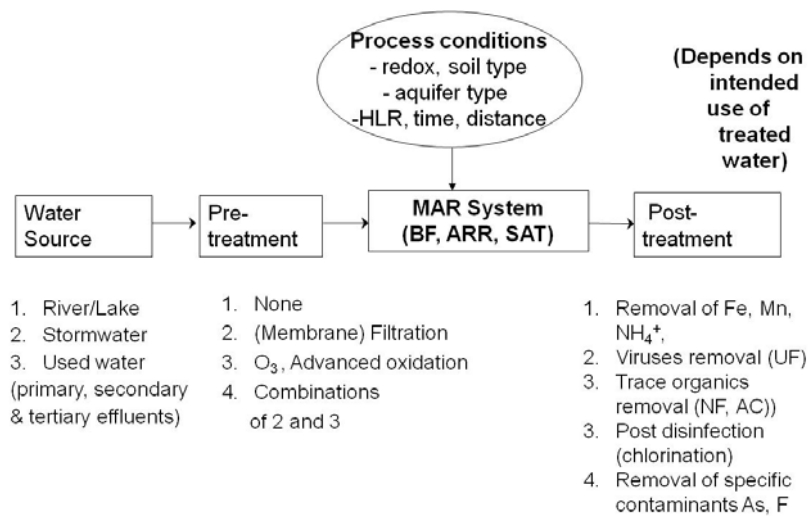 Process conditions
- redox, soil type
- aquifer type
-HLR, time, distance
(Depends on
intended
use of
treated
water)
Water
Source
Pre-
treatment
MAR System
(BF, ARR, SAT)
Post-
treatment
1. River/Lake
2. Stormwater
3. Used water
(primary, secondary
& tertiary effluents)
1. None
2. (Membrane) Filtration
3. O₃, Advanced oxidation
4. Combinations
of 2 and 3
1. Removal of Fe, Mn,
NH₄⁺,
2. Viruses removal (UF)
3. Trace organics
removal (NF, AC))
3. Post disinfection
(chlorination)
4. Removal of specific
contaminants As, F